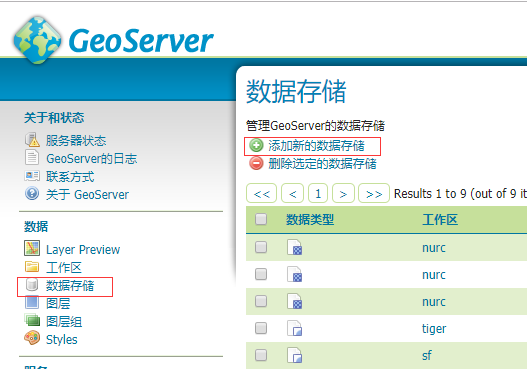 GeoServer
关于和状态
服务器状态
GeoServer的日志
联系方式
关于 GeoServer
数据
Layer Preview
工作区
数据存储
图层
图层组
Styles
数据存储
管理GeoServer的数据存储
添加新的数据存储
删除选定的数据存储
<< < 1 > >> Results 1 to 9 (out of 9 it
数据类型 工作区
nurc
nurc
nurc
tiger
sf